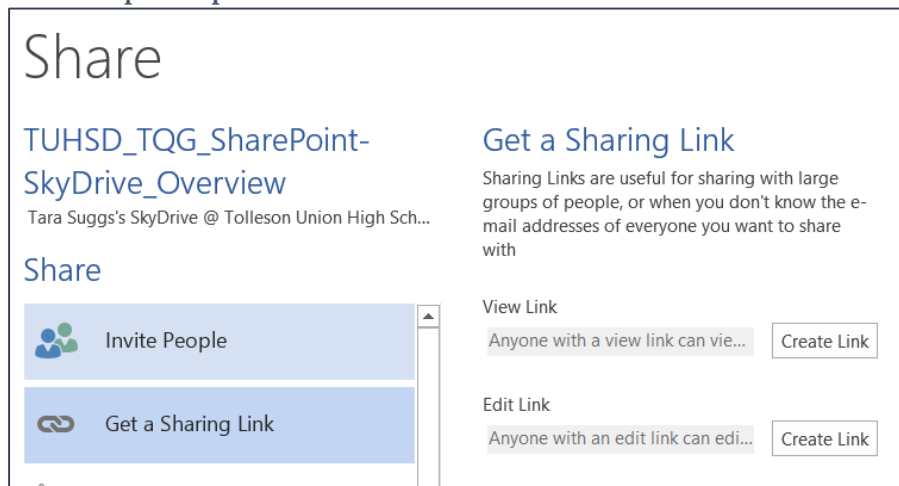 Share
TUHSD_TQG_SharePoint-
SkyDrive_Overview
Tara Suggs's SkyDrive @ Tolleson Union High Sch...
Share
Invite People
Get a Sharing Link
Get a Sharing Link
Sharing Links are useful for sharing with large
groups of people, or when you don't know the e-
mail addresses of everyone you want to share
with
View Link
Anyone with a view link can vie...
Create Link
Edit Link
Anyone with an edit link can edi...
Create Link